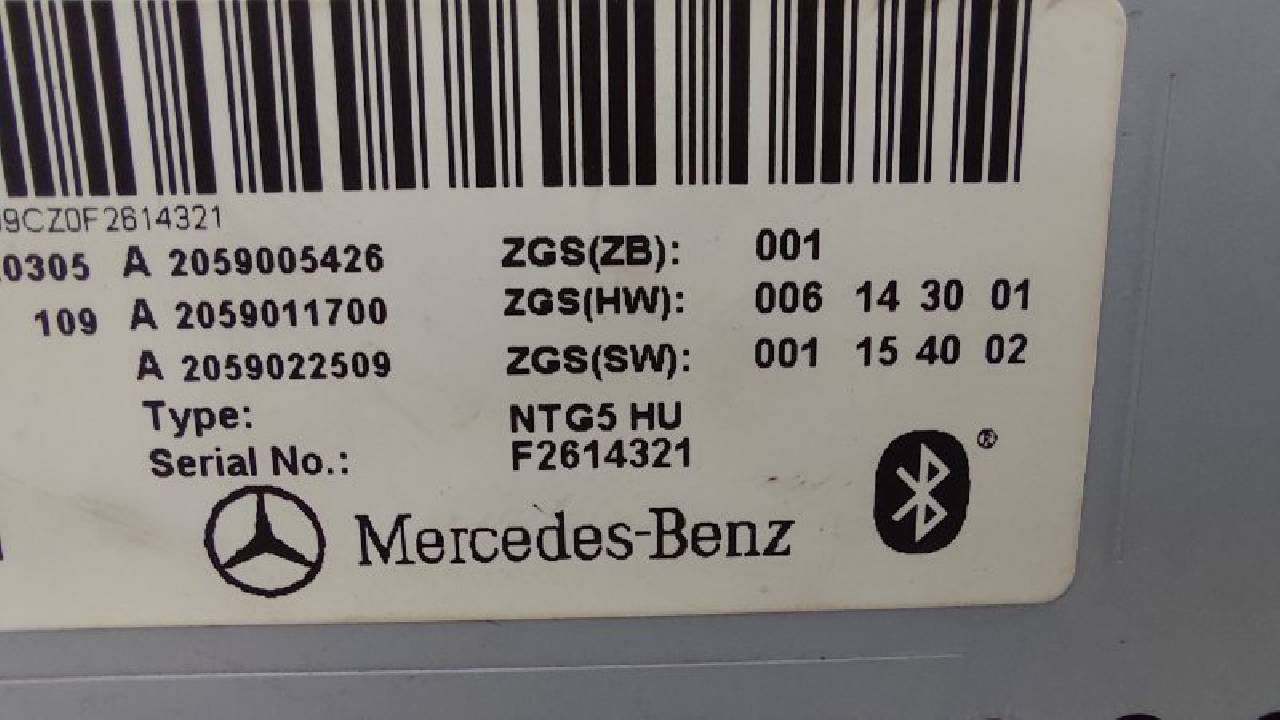 9CZ0F2614321
0305 A 2059005426 ZGS(ZB): 001
109 A 2059011700 ZGS(HW): 006 14 30 01
A 2059022509 ZGS(SW): 001 15 40 02
Type: NTG5 HU
Serial No.: F2614321
®
Mercedes-Benz